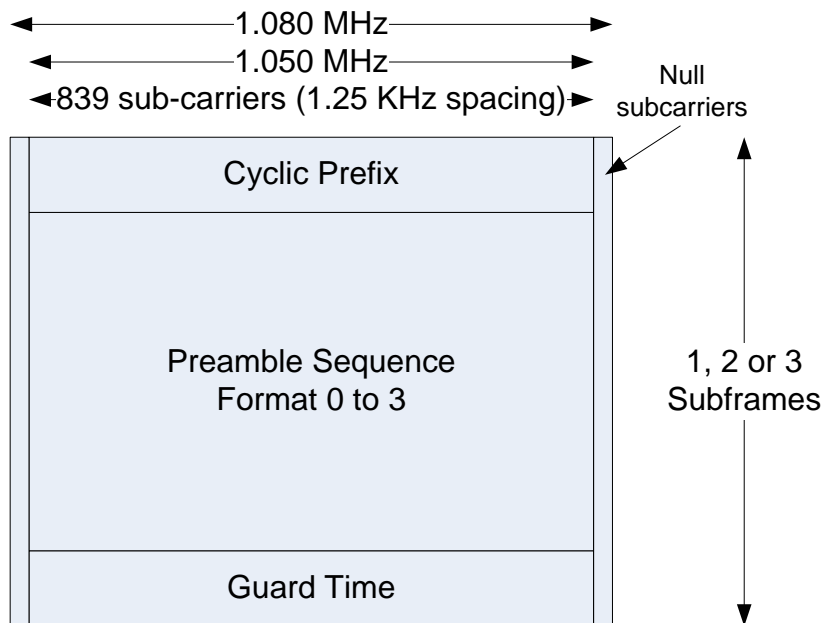 1.080 MHz
1.050 MHz
839 sub-carriers (1.25 KHz spacing)
Null
subcarriers
Cyclic Prefix
Preamble Sequence
Format 0 to 3
1, 2 or 3
Subframes
Guard Time